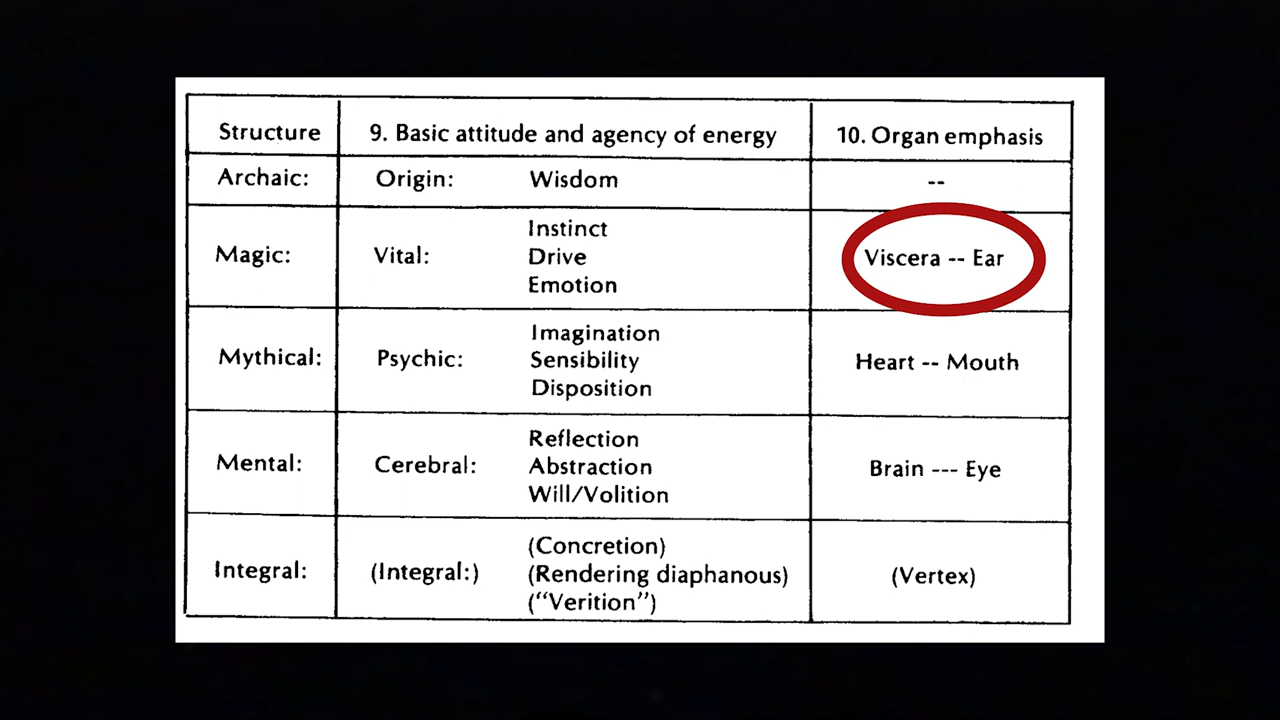 Structure 9. Basic attitude and agency of energy 10. Organ emphasis
Archaic: Origin: Wisdom --
Instinct
Magic: Vital: Drive Viscera -- Ear
Emotion
Imagination
Mythical: Psychic: Sensibility Heart -- Mouth
Disposition
Reflection
Mental: Cerebral: Abstraction Brain --- Eye
Will/Volition
(Concretion)
Integral: (Integral:) (Rendering diaphanous) (Vertex)
("Verition")